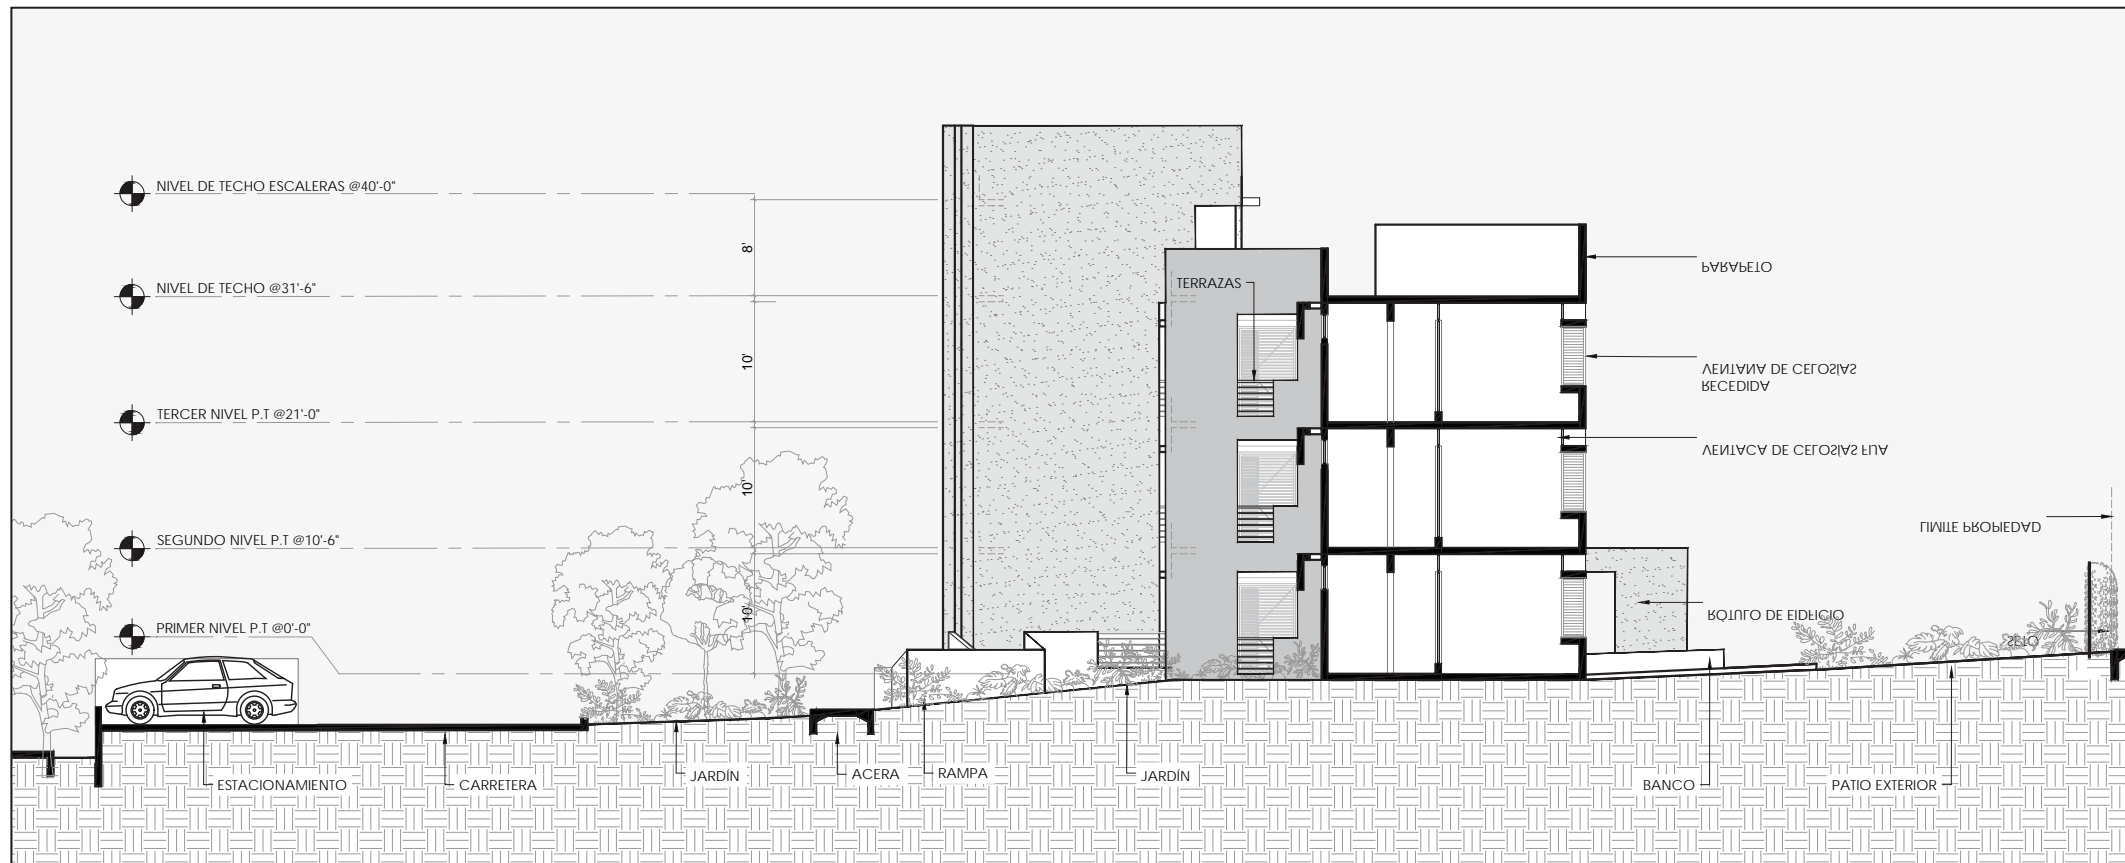 NIVEL DE TECHO ESCALERAS @40'-0"
8'
PARAPETO
TERRAZAS
NIVEL DE TECHO @31'-6"
10'
VENTANA DE CELOSÍAS
RECEDIDA
TERCER NIVEL P.T @21'-0"
VENTACA DE CELOSÍAS FIJA
10'
LIMITE PROPIEDAD
SEGUNDO NIVEL P.T @10'-6"
10'
RÓTULO DE EIDFICIO
PRIMER NIVEL P.T @0'-0"
SETO
ESTACIONAMIENTO
CARRETERA
JARDÍN
ACERA
RAMPA
JARDÍN
BANCO
PATIO EXTERIOR